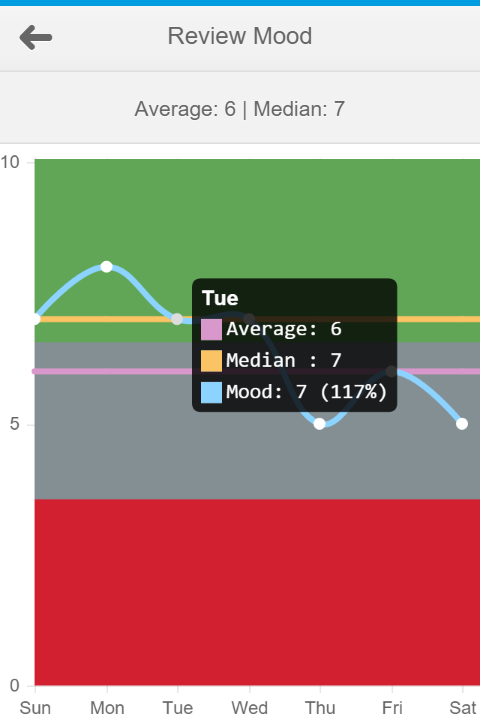 Review Mood
Average: 6 | Median: 7
10
Tue
Average: 6
Median : 7
Mood: 7 (117%)
5
0
Sun Mon Tue Wed Thu Fri Sat